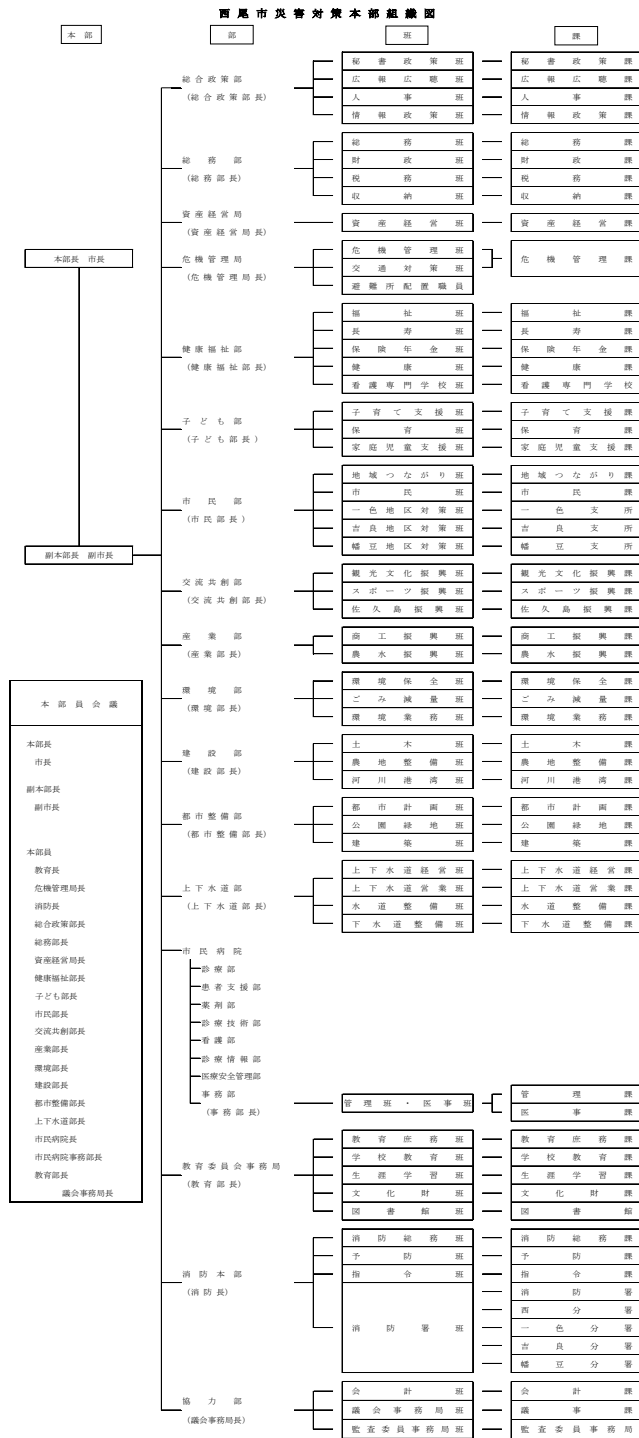 西尾市災害対策本部組織図
本部 部 班 課
総合政策部
(総合政策部長)
秘書政策班 秘書政策課
広報広聴班 広報広聴課
人事班 人事課
情報政策班 情報政策課
総務部
(総務部長)
総務班 総務課
財政班 財政課
税務班 税務課
収納班 収納課
資産経営局
(資産経営局長)
資産経営班 資産経営課
本部長 市長
危機管理局
(危機管理局長)
危機管理班 危機管理課
交通対策班
避難所配置職員
健康福祉部
(健康福祉部長)
福祉班 福祉課
長寿班 長寿課
保険年金班 保険年金課
健康班 健康課
看護専門学校班 看護専門学校
子ども部
(子ども部長)
子育て支援班 子育て支援課
保育班 保育課
家庭児童支援班 家庭児童支援課
市民部
(市民部長)
地域つながり班 地域つながり課
市民班 市民課
一色地区対策班 一色支所
吉良地区対策班 吉良支所
幡豆地区対策班 幡豆支所
副本部長 副市長
交流共創部
(交流共創部長)
観光文化振興班 観光文化振興課
スポーツ振興班 スポーツ振興課
佐久島振興班 佐久島振興課
産業部
(産業部長)
商工振興班 商工振興課
農水振興班 農水振興課
環境部
(環境部長)
環境保全班 環境保全課
ごみ減量班 ごみ減量課
環境業務班 環境業務課
建設部
(建設部長)
土木班 土木課
農地整備班 農地整備課
河川港湾班 河川港湾課
都市整備部
(都市整備部長)
都市計画班 都市計画課
公園緑地班 公園緑地課
建築班 建築課
上下水道部
(上下水道部長)
上下水道経営班 上下水道経営課
上下水道営業班 上下水道営業課
水道整備班 水道整備課
下水道整備班 下水道整備課
市民病院
診療部
患者支援部
薬剤部
診療技術部
看護部
診療情報部
医療安全管理部
事務部
(事務部長)
管理班・医事班 管理課
医事課
教育委員会事務局
(教育部長)
教育庶務班 教育庶務課
学校教育班 学校教育課
生涯学習班 生涯学習課
文化財班 文化財課
図書館班 図書館
消防本部
(消防長)
消防総務班 消防総務課
予防班 予防課
指令班 指令課
消防署班 消防署
西分署
一色分署
吉良分署
幡豆分署
協力部
(議会事務局長)
会計班 会計課
議会事務局班 議事課
監査委員事務局班 監査委員事務局
本部員会議
本部長
市長
副本部長
副市長
本部員
教育長
危機管理局長
消防長
総合政策部長
総務部長
資産経営局長
健康福祉部長
子ども部長
市民部長
交流共創部長
産業部長
環境部長
建設部長
都市整備部長
上下水道部長
市民病院長
市民病院事務部長
教育部長
議会事務局長